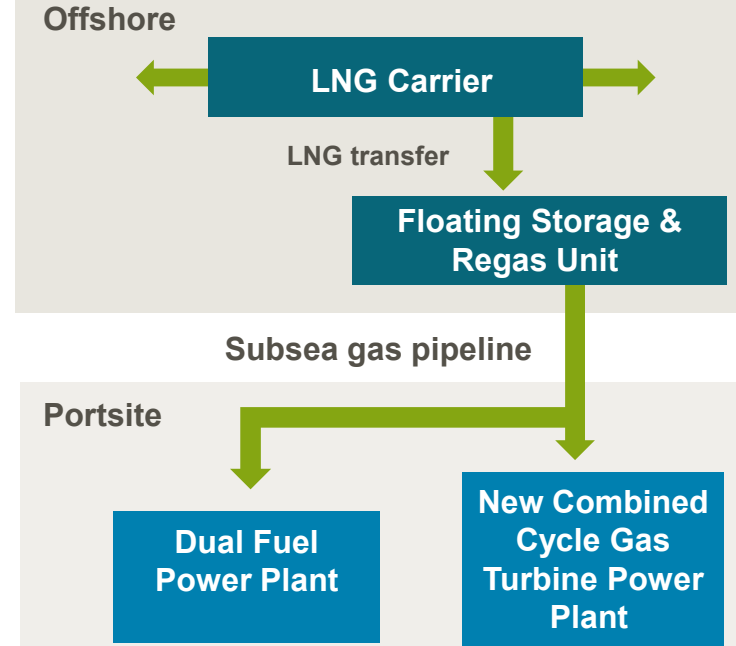 Offshore
LNG Carrier
LNG transfer
Floating Storage &
Regas Unit
Subsea gas pipeline
Portsite
Dual Fuel
Power Plant
New Combined
Cycle Gas
Turbine Power
Plant